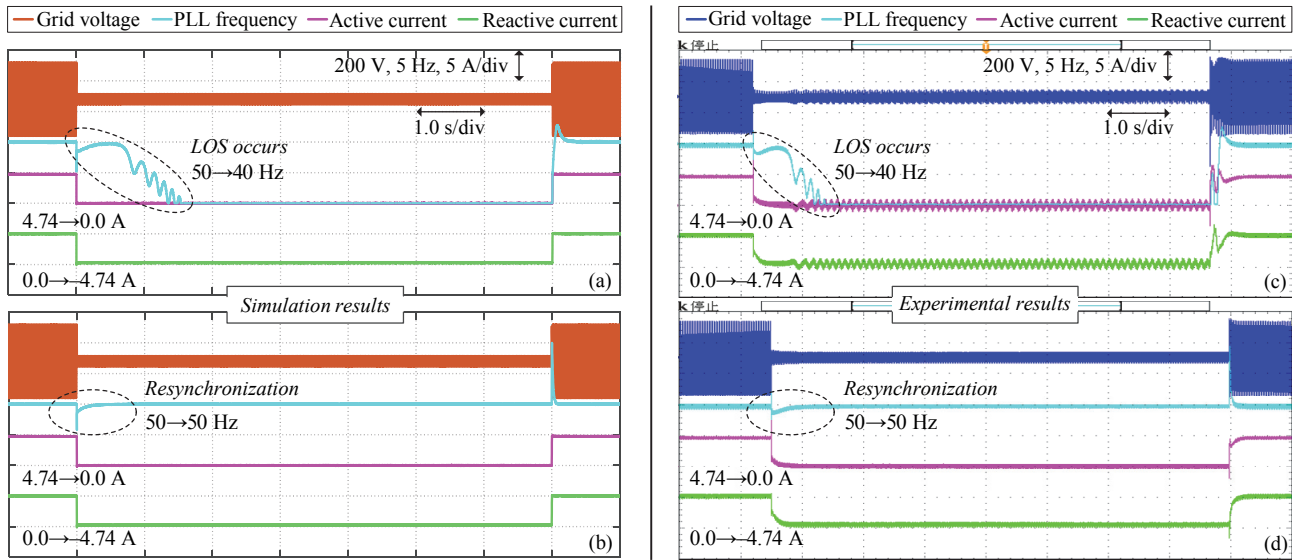 Grid voltage PLL frequency Active current Reactive current
200 V, 5 Hz, 5 A/div
1.0 s/div
LOS occurs
50→40 Hz
4.74→0.0 A
0.0→-4.74 A
(a)
Simulation results
Resynchronization
50→50 Hz
4.74→0.0 A
0.0→-4.74 A
(b)
Grid voltage PLL frequency Active current Reactive current
k 停止
200 V, 5 Hz, 5 A/div
1.0 s/div
LOS occurs
50→40 Hz
4.74→0.0 A
0.0→-4.74 A
(c)
k 停止
Experimental results
Resynchronization
50→50 Hz
4.74→0.0 A
0.0→-4.74 A
(d)